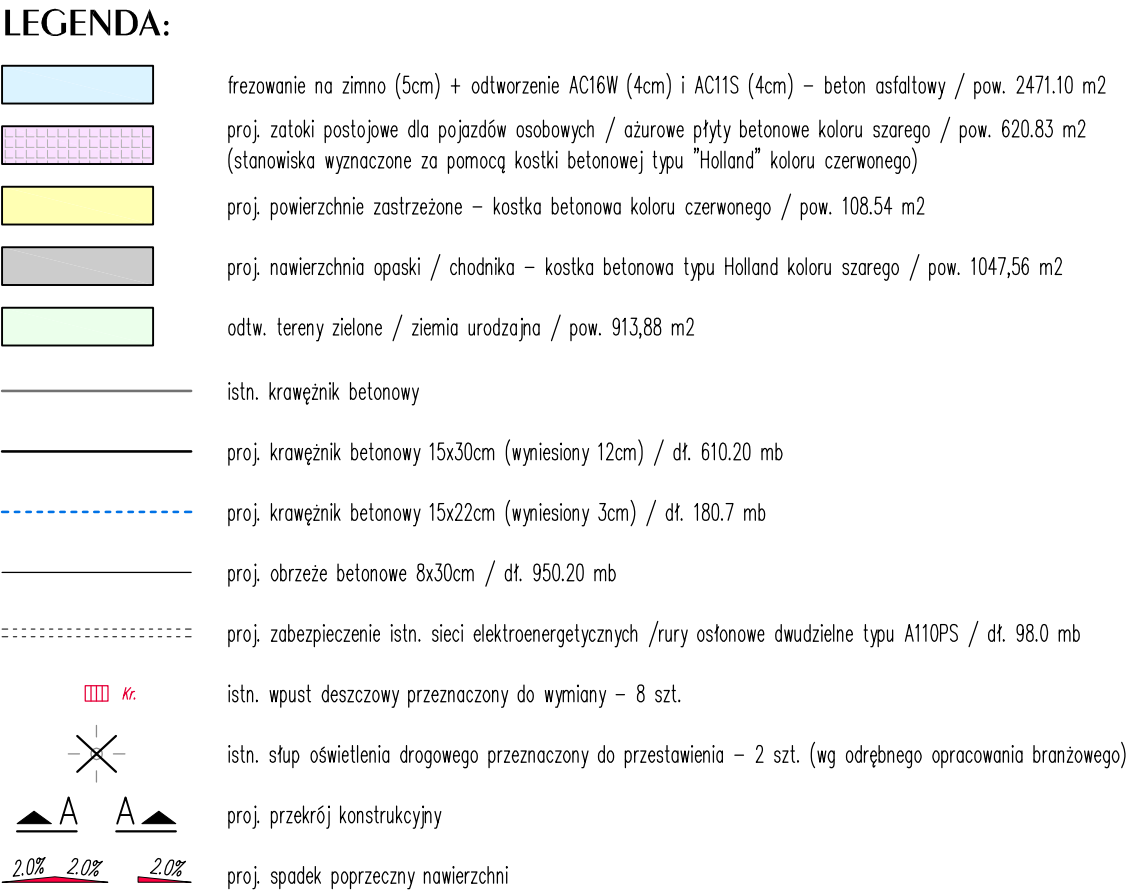 LEGENDA:
frezowanie na zimno (5cm) + odtworzenie AC16W (4cm) i AC11S (4cm) – beton asfaltowy / pow. 2471.10 m2
proj. zatoki postojowe dla pojazdów osobowych / ażurowe płyty betonowe koloru szarego / pow. 620.83 m2
(stanowiska wyznaczone za pomocą kostki betonowej typu "Holland" koloru czerwonego)
proj. powierzchnie zastrzeżone – kostka betonowa koloru czerwonego / pow. 108.54 m2
proj. nawierzchnia opaski / chodnika – kostka betonowa typu Holland koloru szarego / pow. 1047,56 m2
odtw. tereny zielone / ziemia urodzajna / pow. 913,88 m2
istn. krawężnik betonowy
proj. krawężnik betonowy 15x30cm (wyniesiony 12cm) / dł. 610.20 mb
proj. krawężnik betonowy 15x22cm (wyniesiony 3cm) / dł. 180.7 mb
proj. obrzeże betonowe 8x30cm / dł. 950.20 mb
proj. zabezpieczenie istn. sieci elektroenergetycznych /rury osłonowe dwudzielne typu A110PS / dł. 98.0 mb
Kr. istn. wpust deszczowy przeznaczony do wymiany – 8 szt.
istn. słup oświetlenia drogowego przeznaczony do przestawienia – 2 szt. (wg odrębnego opracowania branżowego)
A A proj. przekrój konstrukcyjny
2.0% 2.0% 2.0% proj. spadek poprzeczny nawierzchni